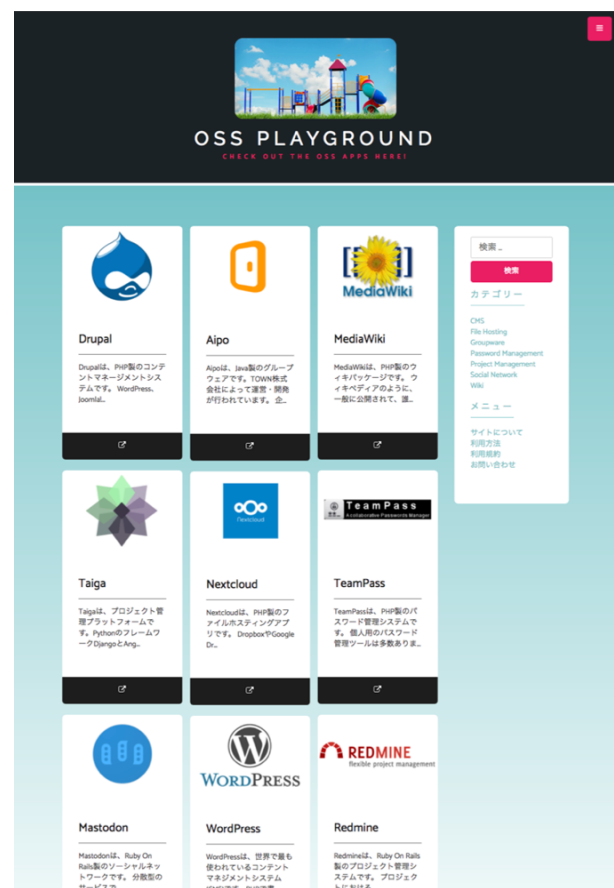 OSS PLAYGROUND
CHECK OUT THE OSS APPS HERE!
Drupal
Drupalは、PHP製のコンテ
ントマネージメントシス
テムです。 WordPress、
Joomla!…
Aipo
Aipoは、Java製のグループ
ウェアです。TOWN株式
会社によって運営・開発
が行われています。 企…
MediaWiki
MediaWiki
MediaWikiは、PHP製のウ
ィキパッケージです。 ウ
ィキペディアのように、
一般に公開されて、誰…
検索 …
検索
カテゴリー
CMS
File Hosting
Groupware
Password Management
Project Management
Social Network
Wiki
メニュー
サイトについて
利用方法
利用規約
お問い合わせ
Taiga
Taigaは、プロジェクト管
理プラットフォームで
す。Pythonのフレームワ
ークDjangoとAng…
Nextcloud
Nextcloud
Nextcloudは、PHP製のフ
ァイルホスティングアプ
リです。 DropboxやGoogle
Dr…
TeamPass
A collaborative Passwords Manager
TeamPass
TeamPassは、PHP製のパ
スワード管理システムで
す。 個人用のパスワード
管理ツールは多数ありま…
Mastodon
Mastodonは、Ruby On
Rails製のソーシャルネッ
トワークです。 分散型の
WORDPRESS
WordPress
WordPressは、世界で最も
使われているコンテント
マネジメントシステム
REDMINE
flexible project management
Redmine
Redmineは、Ruby On Rails
製のプロジェクト管理シ
ステムです。 プロジェク